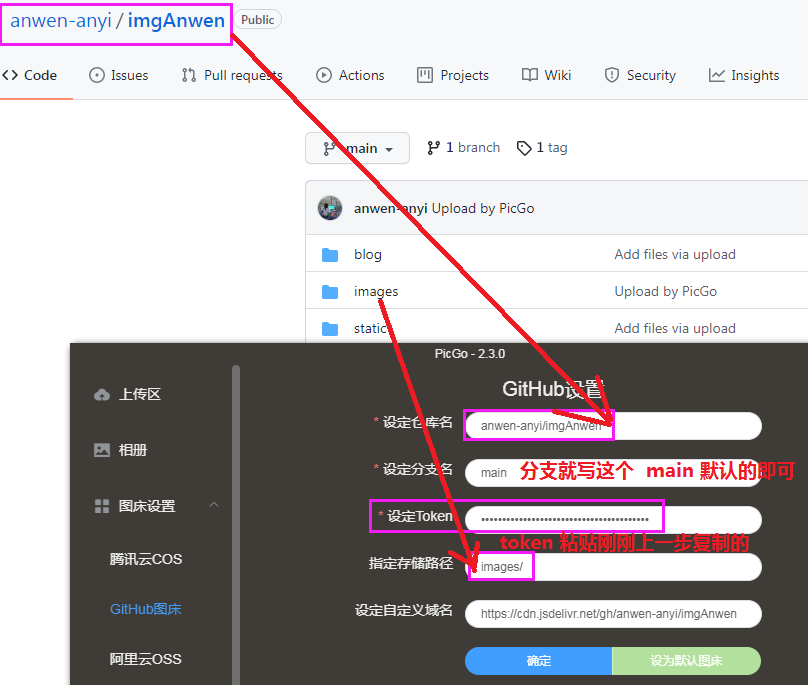 anwen-anyi / imgAnwen Public
Code Issues Pull requests Actions Projects Wiki Security Insights
main 1 branch 1 tag
anwen-anyi Upload by PicGo
blog Add files via upload
images Upload by PicGo
static Add files via upload
PicGo - 2.3.0
GitHub设置
上传区
* 设定仓库名 anwen-anyi/imgAnwen
相册
* 设定分支名 main 分支就写这个 main 默认的即可
图床设置
* 设定Token ••••••••••••••••••••••••••••••••••••••••
token 粘贴刚刚上一步复制的
腾讯云COS
指定存储路径 images/
GitHub图床
设定自定义域名 https://cdn.jsdelivr.net/gh/anwen-anyi/imgAnwen
阿里云OSS
确定 设为默认图床